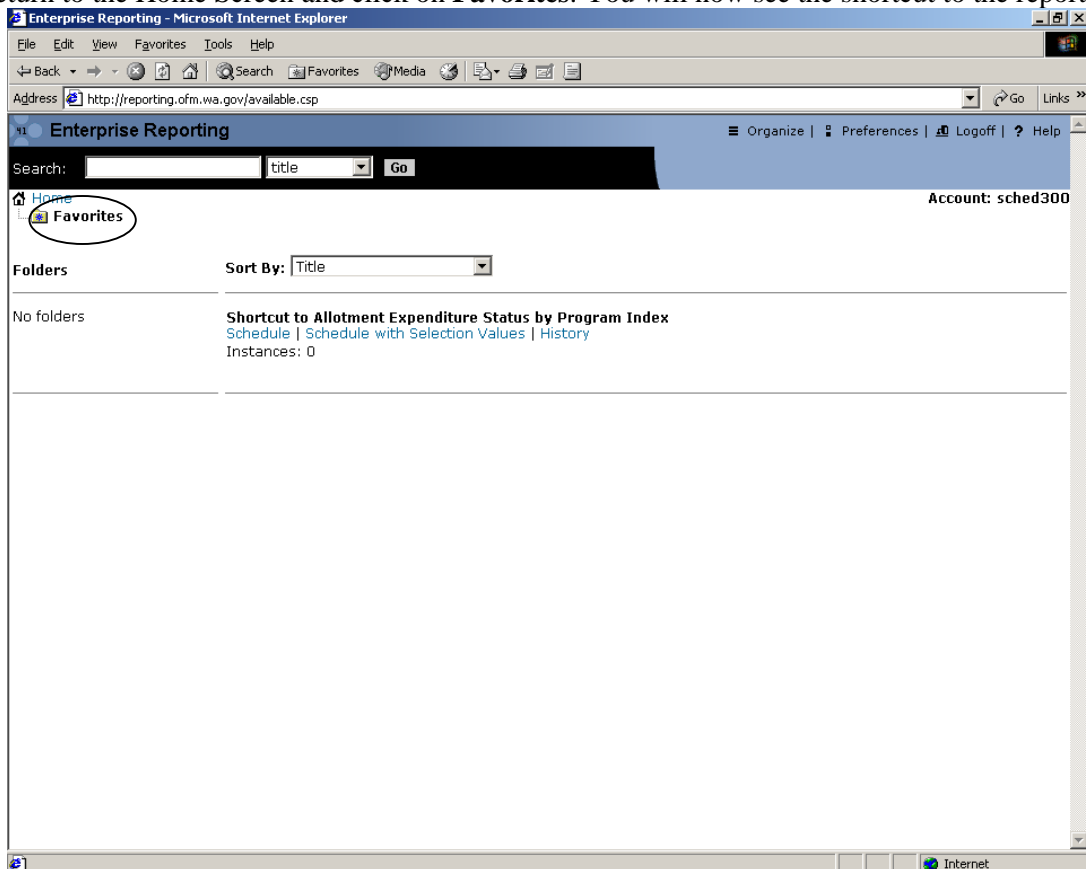 to the Home Screen and click on Favorites. You will now see the shortcut to the report
Enterprise Reporting - Microsoft Internet Explorer
File Edit View Favorites Tools Help
Back Search Favorites Media
Address http://reporting.ofm.wa.gov/available.csp Go Links »
Enterprise Reporting Organize | Preferences | Logoff | ? Help
Search: title Go
Home Account: sched300
Favorites
Folders Sort By: Title
No folders Shortcut to Allotment Expenditure Status by Program Index
Schedule | Schedule with Selection Values | History
Instances: 0
Internet